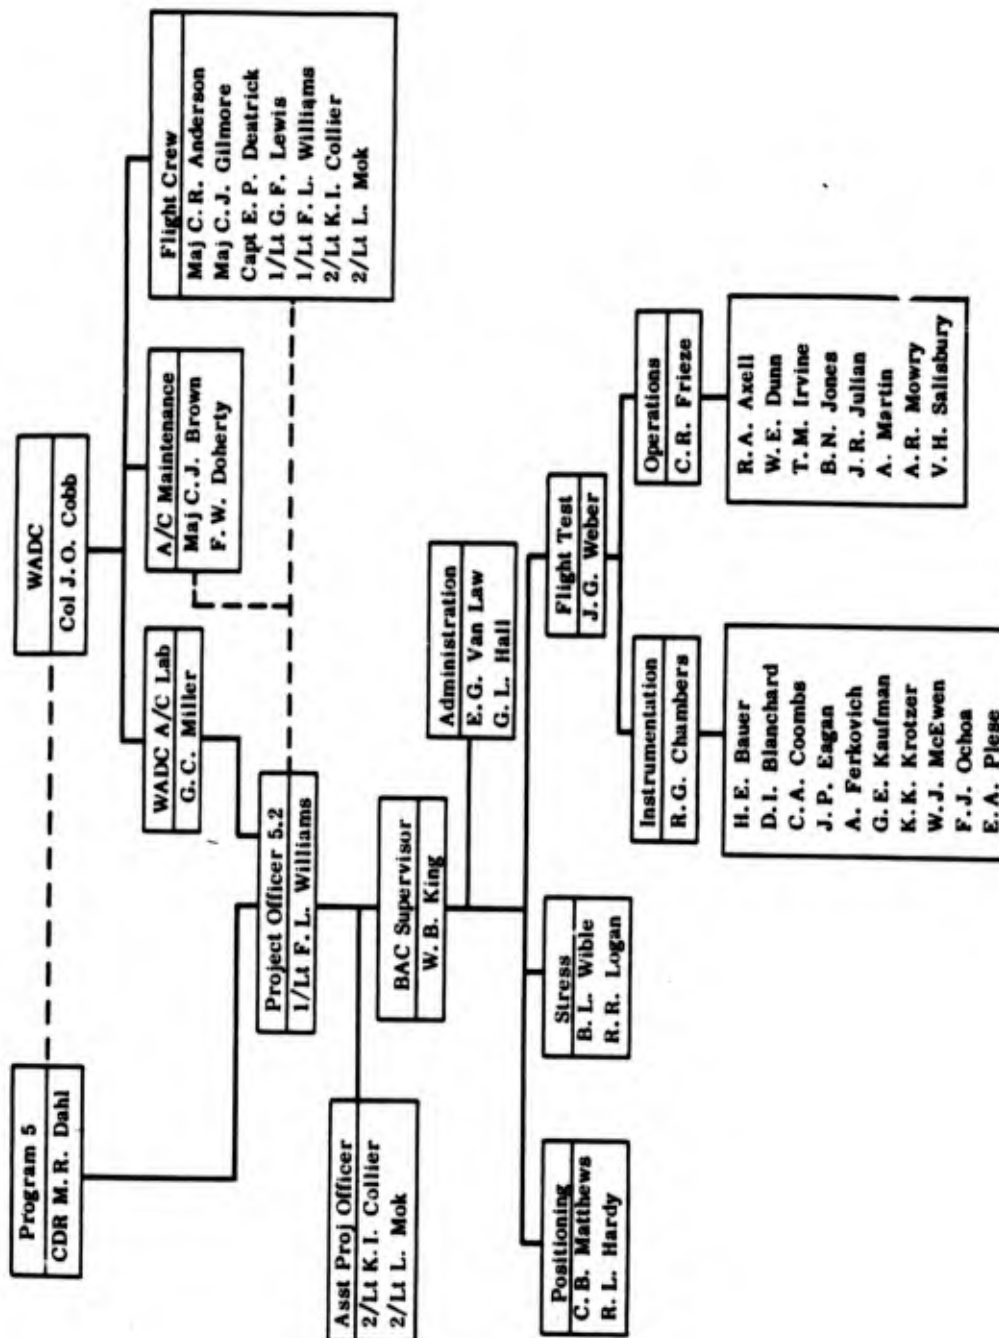 Program 5
CDR M.R. Dahl
WADC
Col J.O. Cobb
WADC A/C Lab
G.C. Miller
A/C Maintenance
Maj C.J. Brown
F.W. Doherty
Flight Crew
Maj C.R. Anderson
Maj C.J. Gilmore
Capt E.P. Deatrick
1/Lt G.F. Lewis
1/Lt F.L. Williams
2/Lt K.I. Collier
2/Lt L. Mok
Project Officer 5.2
1/Lt F.L. Williams
Asst Proj Officer
2/Lt K.I. Collier
2/Lt L. Mok
BAC Supervisor
W.B. King
Administration
E.G. Van Law
G.L. Hall
Positioning
C.B. Matthews
R.L. Hardy
Stress
B.L. Wible
R.R. Logan
Flight Test
J.G. Weber
Instrumentation
R.G. Chambers
H.E. Bauer
D.I. Blanchard
C.A. Coombs
J.P. Eagan
A. Ferkovich
G.E. Kaufman
K.K. Krotzer
W.J. McEwen
F.J. Ochoa
E.A. Plese
Operations
C.R. Frieze
R.A. Axell
W.E. Dunn
T.M. Irvine
B.N. Jones
J.R. Julian
A. Martin
A.R. Mowry
V.H. Salisbury